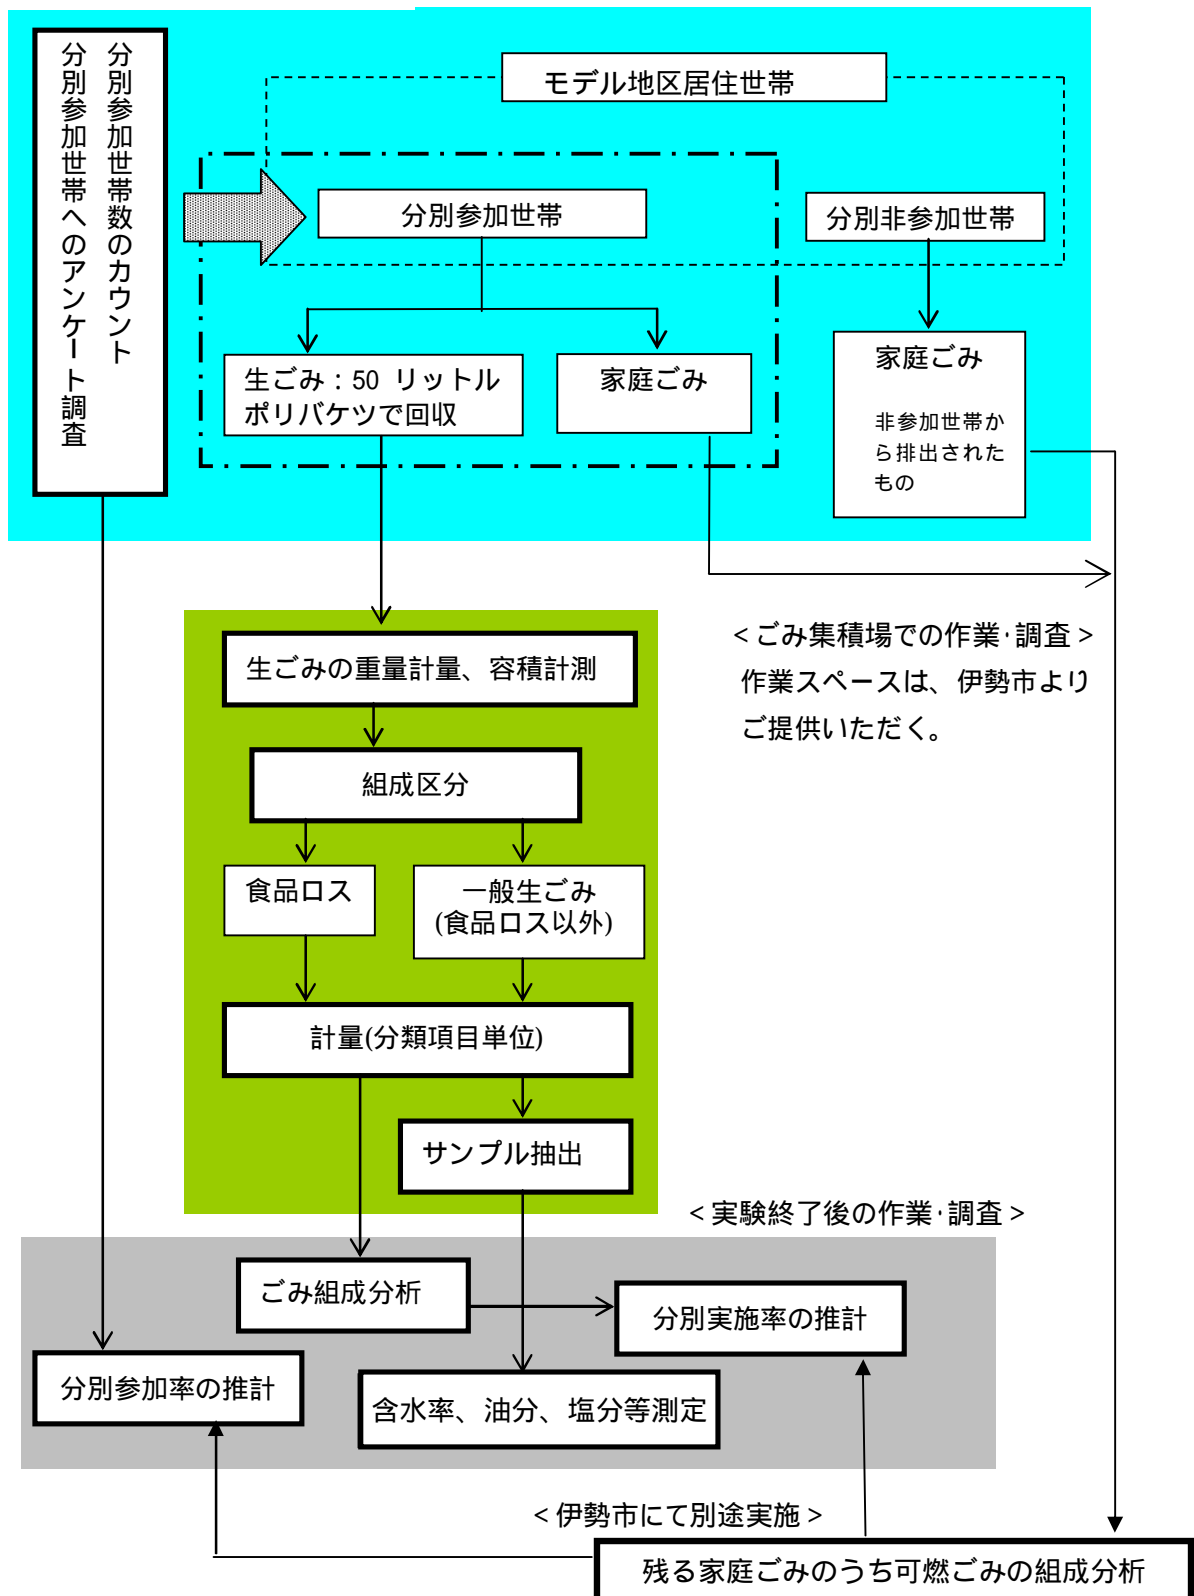 分別参加世帯数のカウント
分別参加世帯へのアンケート調査
モデル地区居住世帯
分別参加世帯
分別非参加世帯
生ごみ：50 リットル
ポリバケツで回収
家庭ごみ
家庭ごみ
非参加世帯か
ら排出された
もの
生ごみの重量計量、容積計測
＜ごみ集積場での作業・調査＞
作業スペースは、伊勢市より
ご提供いただく。
組成区分
食品ロス
一般生ごみ
(食品ロス以外)
計量(分類項目単位)
サンプル抽出
＜実験終了後の作業・調査＞
ごみ組成分析
分別実施率の推計
分別参加率の推計
含水率、油分、塩分等測定
＜伊勢市にて別途実施＞
残る家庭ごみのうち可燃ごみの組成分析